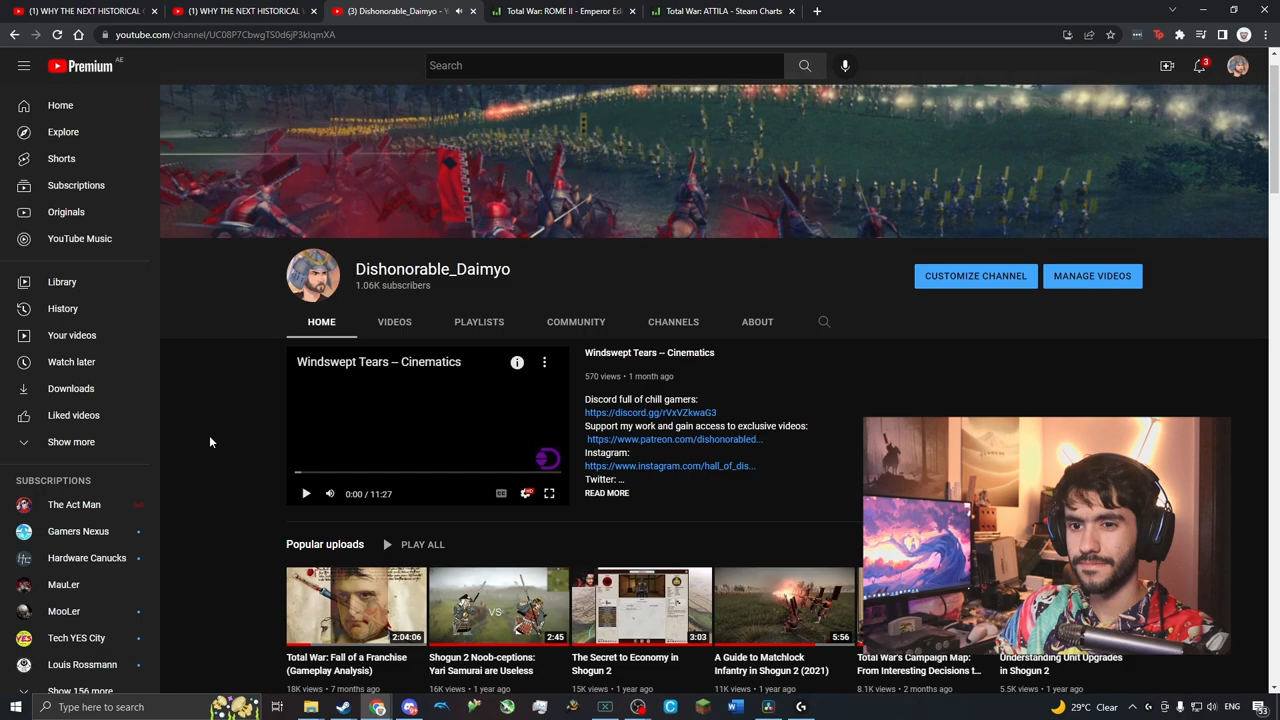 (1) WHY THE NEXT HISTORICAL
(1) WHY THE NEXT HISTORICAL
(3) Dishonorable_Daimyo - Y
Total War: ROME II - Emperor Ed
Total War: ATTILA - Steam Charts
youtube.com/channel/UC08P7CbwgTS0d6jP3kIqmXA
Premium AE
Search
3
Home
Explore
Shorts
Subscriptions
Originals
YouTube Music
Library
History
Your videos
Watch later
Downloads
Liked videos
Show more
RIPTIONS
The Act Man
Gamers Nexus
Hardware Canucks
MauLer
MooLer
Tech YES City
Louis Rossmann
Show 156 more
Dishonorable_Daimyo
1.06K subscribers
CUSTOMIZE CHANNEL
MANAGE VIDEOS
HOME
VIDEOS
PLAYLISTS
COMMUNITY
CHANNELS
ABOUT
Windswept Tears -- Cinematics
0:00 / 11:27
Windswept Tears -- Cinematics
570 views • 1 month ago
Discord full of chill gamers:
https://discord.gg/rVxVZkwaG3
Support my work and gain access to exclusive videos:
https://www.patreon.com/dishonorabled...
Instagram:
https://www.instagram.com/hall_of_dis...
Twitter: …
READ MORE
Popular uploads
PLAY ALL
2:04:06
VS
2:45
3:03
5:56
Total War: Fall of a Franchise
(Gameplay Analysis)
18K views • 7 months ago
Shogun 2 Noob-ceptions:
Yari Samurai are Useless
16K views • 1 year ago
The Secret to Economy in
Shogun 2
15K views • 1 year ago
A Guide to Matchlock
Infantry in Shogun 2 (2021)
11K views • 1 year ago
Total War's Campaign Map:
From Interesting Decisions t...
8.1K views • 2 months ago
Understanding Unit Upgrades
in Shogun 2
5.5K views • 1 year ago
Type here to search
29°C Clear
ENG